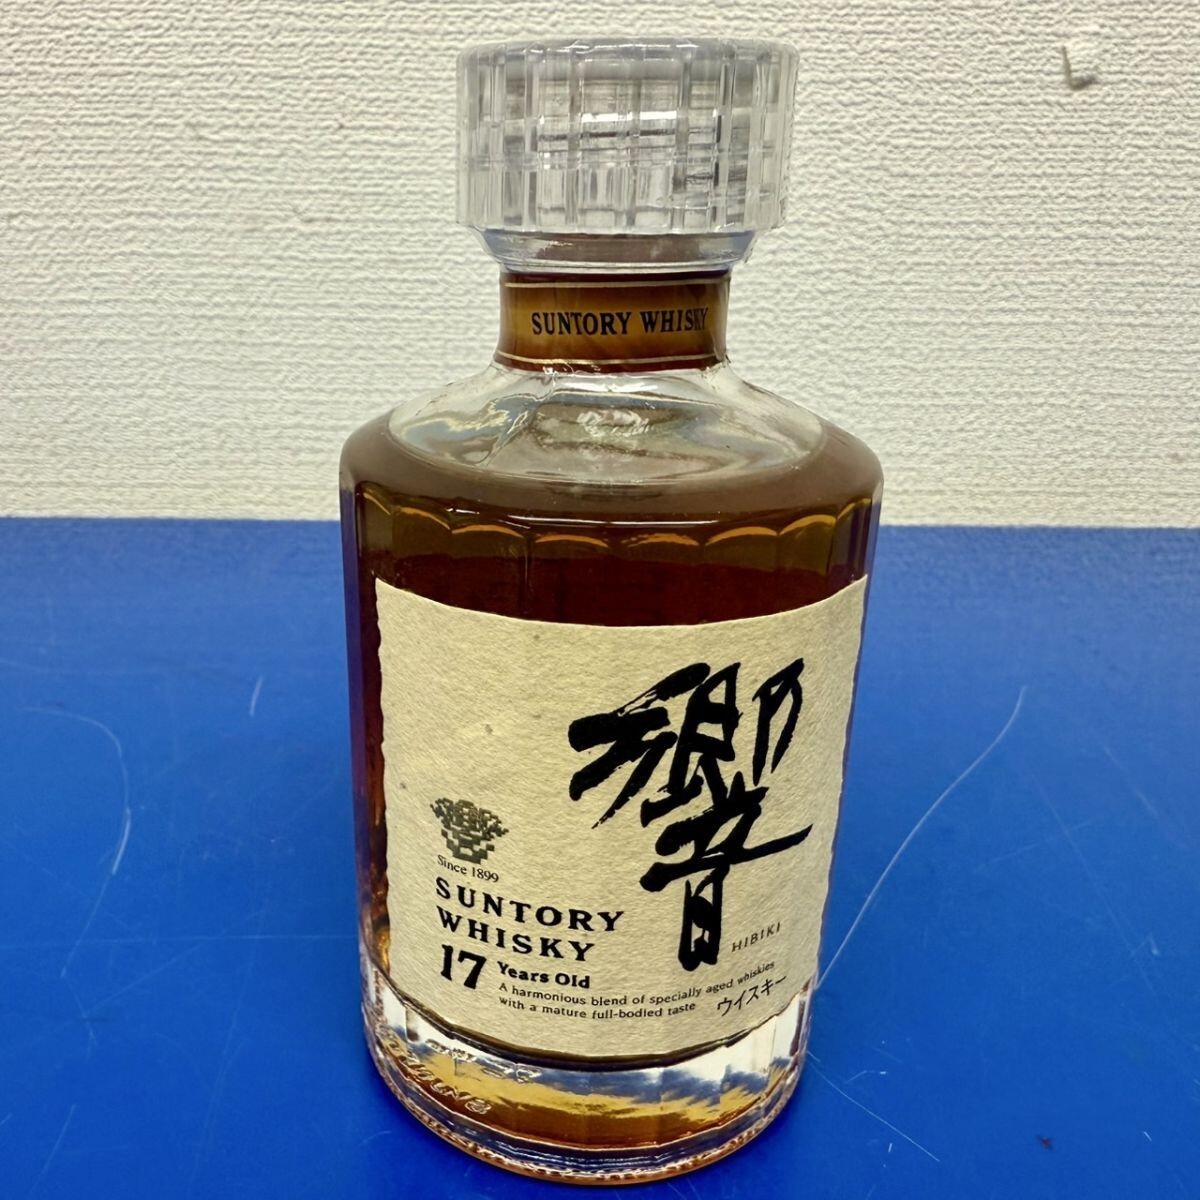 SUNTORY WHISKY
響
HIBIKI
Since 1899
SUNTORY
WHISKY
17 Years Old
A harmonious blend of specially aged whiskies
with a mature full-bodied taste
ウイスキー